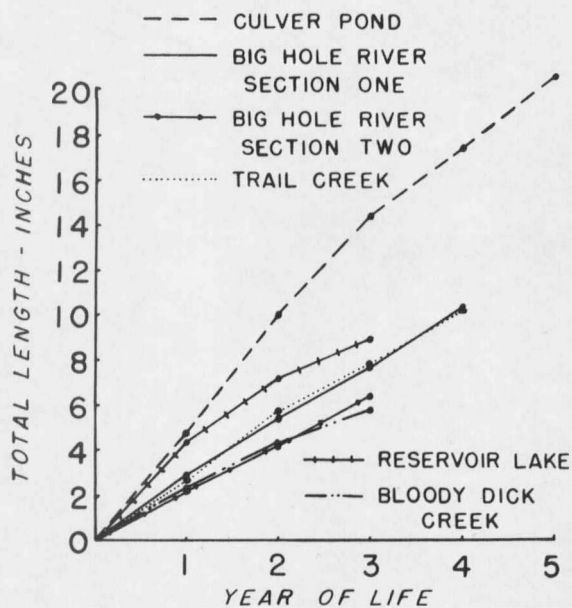 CULVER POND
BIG HOLE RIVER
SECTION ONE
BIG HOLE RIVER
SECTION TWO
TRAIL CREEK
TOTAL LENGTH - INCHES
20
18
16
14
12
10
8
6
4
2
0
RESERVOIR LAKE
BLOODY DICK
CREEK
1 2 3 4 5
YEAR OF LIFE